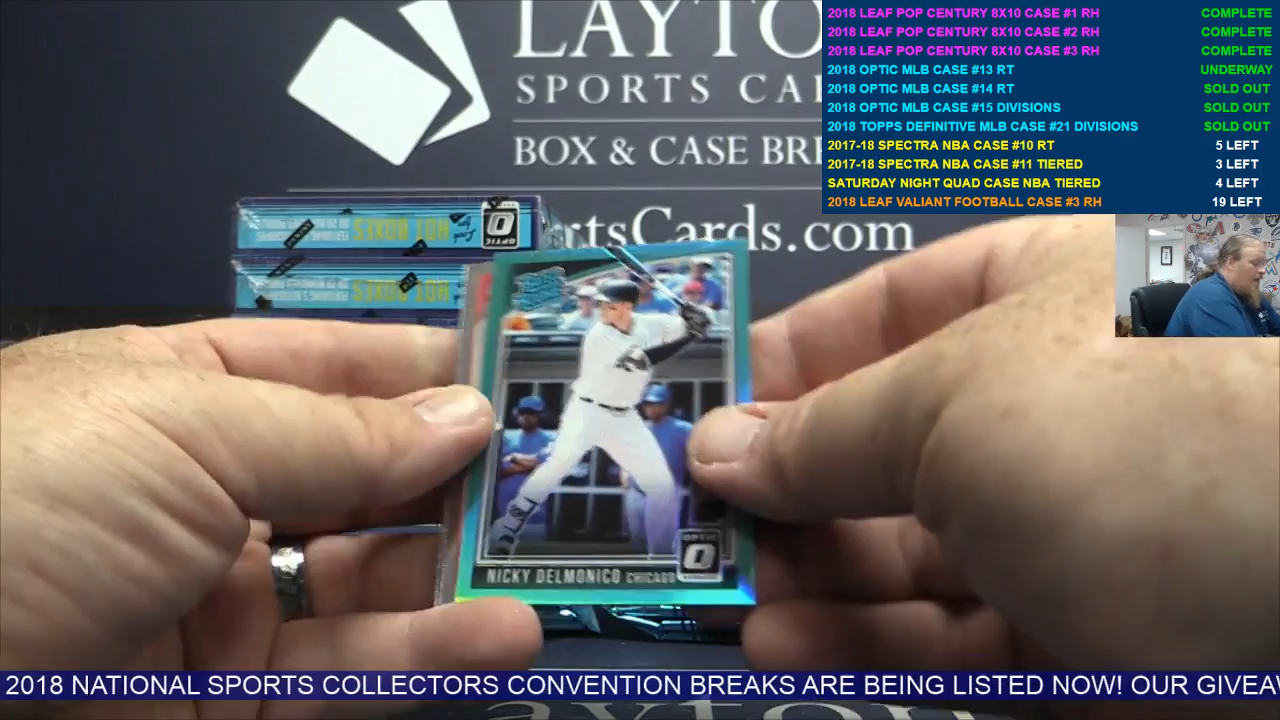 LAYTO
SPORTS CA
BOX & CASE BRE
rtsCards.com
2018 LEAF POP CENTURY 8X10 CASE #1 RH COMPLETE
2018 LEAF POP CENTURY 8X10 CASE #2 RH COMPLETE
2018 LEAF POP CENTURY 8X10 CASE #3 RH COMPLETE
2018 OPTIC MLB CASE #13 RT UNDERWAY
2018 OPTIC MLB CASE #14 RT SOLD OUT
2018 OPTIC MLB CASE #15 DIVISIONS SOLD OUT
2018 TOPPS DEFINITIVE MLB CASE #21 DIVISIONS SOLD OUT
2017-18 SPECTRA NBA CASE #10 RT 5 LEFT
2017-18 SPECTRA NBA CASE #11 TIERED 3 LEFT
SATURDAY NIGHT QUAD CASE NBA TIERED 4 LEFT
2018 LEAF VALIANT FOOTBALL CASE #3 RH 19 LEFT
HOT BOXES
OPTIC
HOT BOXES
OPTIC
NICKY DELMONICO CHICAGO
2018 NATIONAL SPORTS COLLECTORS CONVENTION BREAKS ARE BEING LISTED NOW! OUR GIVEAW